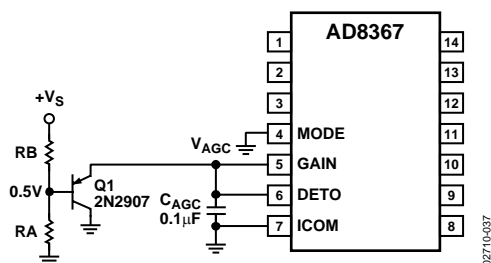 AD8367
1
2
3
4 MODE
5 GAIN
6 DETO
7 ICOM
14
13
12
11
10
9
8
+VS
RB
0.5V
RA
Q1
2N2907
VAGC
CAGC
0.1µF
02710-037